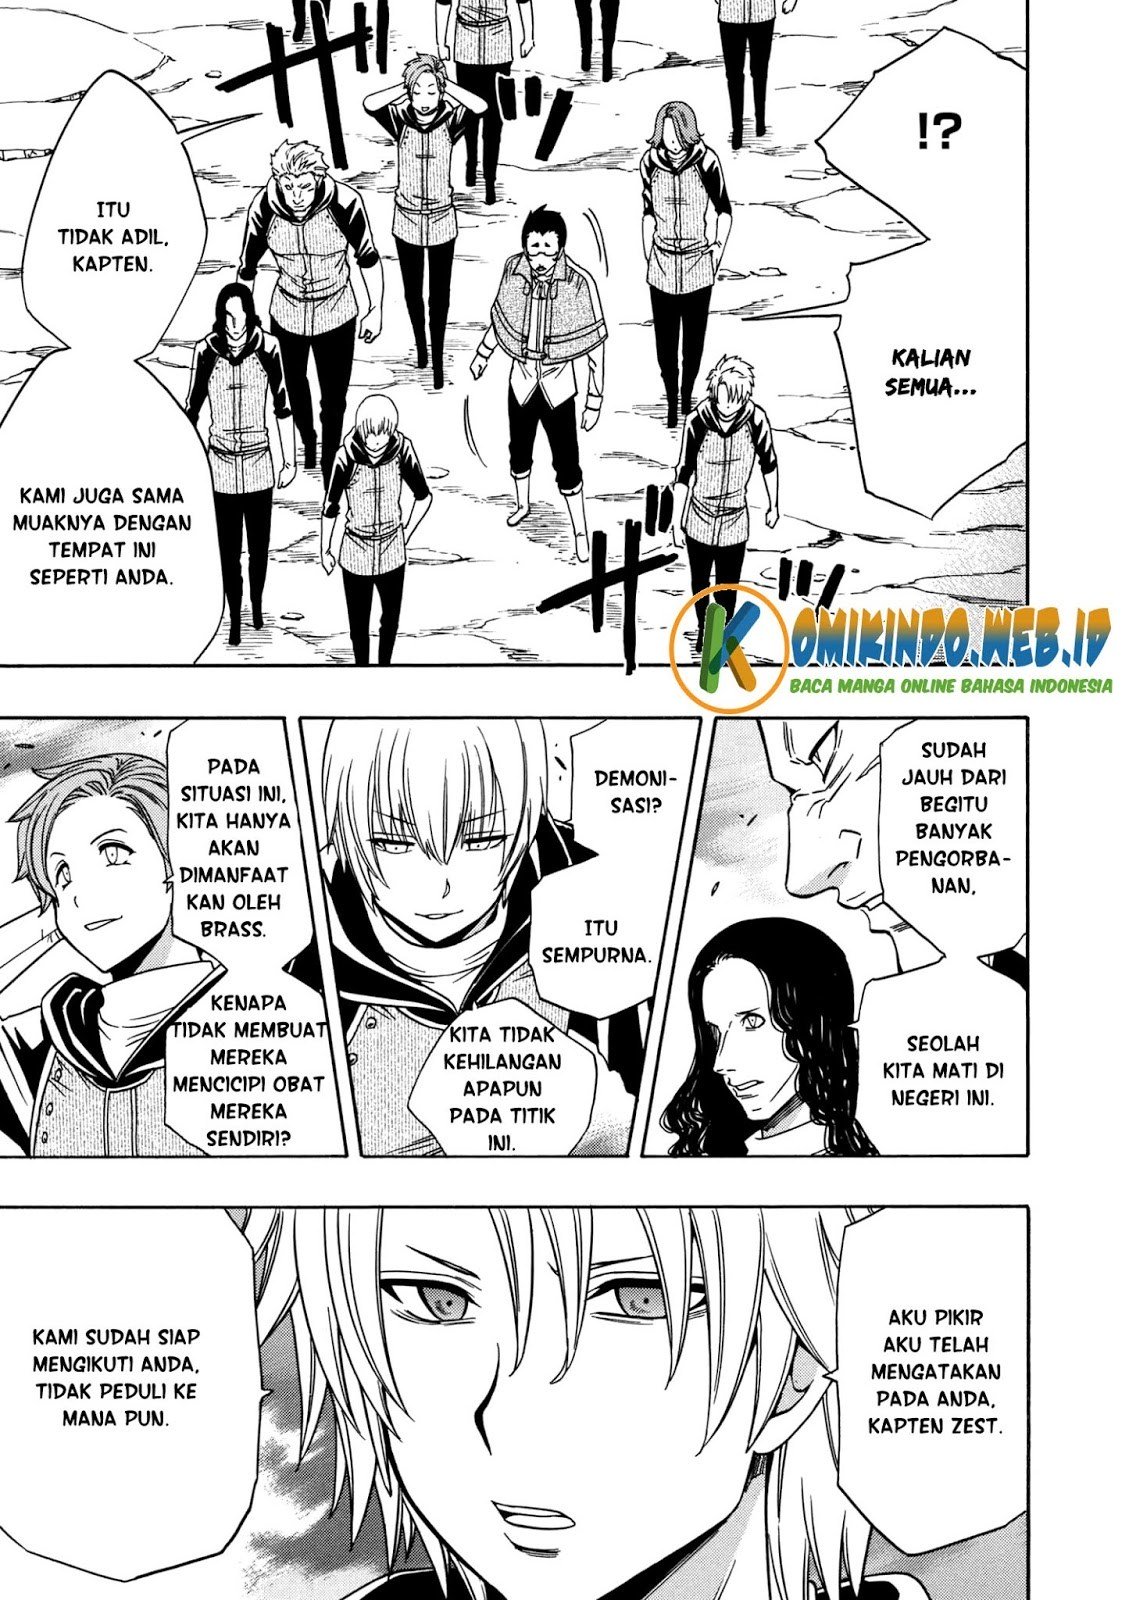 !?
KALIAN
SEMUA...
ITU
TIDAK ADIL,
KAPTEN.
KAMI JUGA SAMA
MUAKNYA DENGAN
TEMPAT INI
SEPERTI ANDA.
KOMIKINDO.WEB.ID
BACA MANGA ONLINE BAHASA INDONESIA
SUDAH
JAUH DARI
BEGITU
BANYAK
PENGORBA-
NAN,
SEOLAH
KITA MATI DI
NEGERI INI.
DEMONI-
SASI?
ITU
SEMPURNA.
KITA TIDAK
KEHILANGAN
APAPUN
PADA TITIK
INI.
PADA
SITUASI INI,
KITA HANYA
AKAN
DIMANFAAT
KAN OLEH
BRASS.
KENAPA
TIDAK MEMBUAT
MEREKA
MENCICIPI OBAT
MEREKA
SENDIRI?
AKU PIKIR
AKU TELAH
MENGATAKAN
PADA ANDA,
KAPTEN ZEST.
KAMI SUDAH SIAP
MENGIKUTI ANDA,
TIDAK PEDULI KE
MANA PUN.